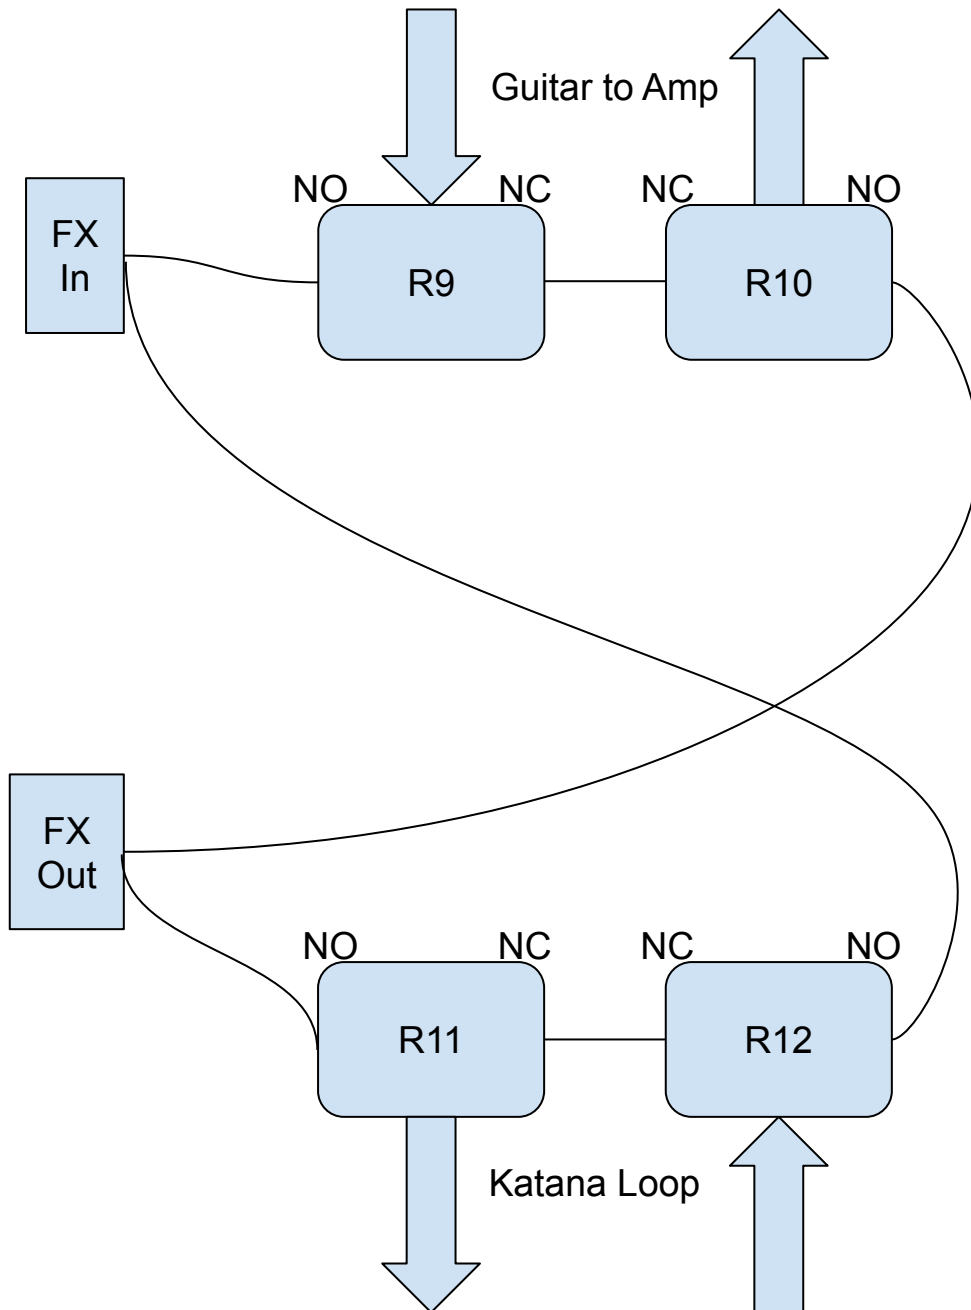 Guitar to Amp
NO
NC
NC
NO
FX
In
R9
R10
FX
Out
NO
NC
NC
NO
R11
R12
Katana Loop